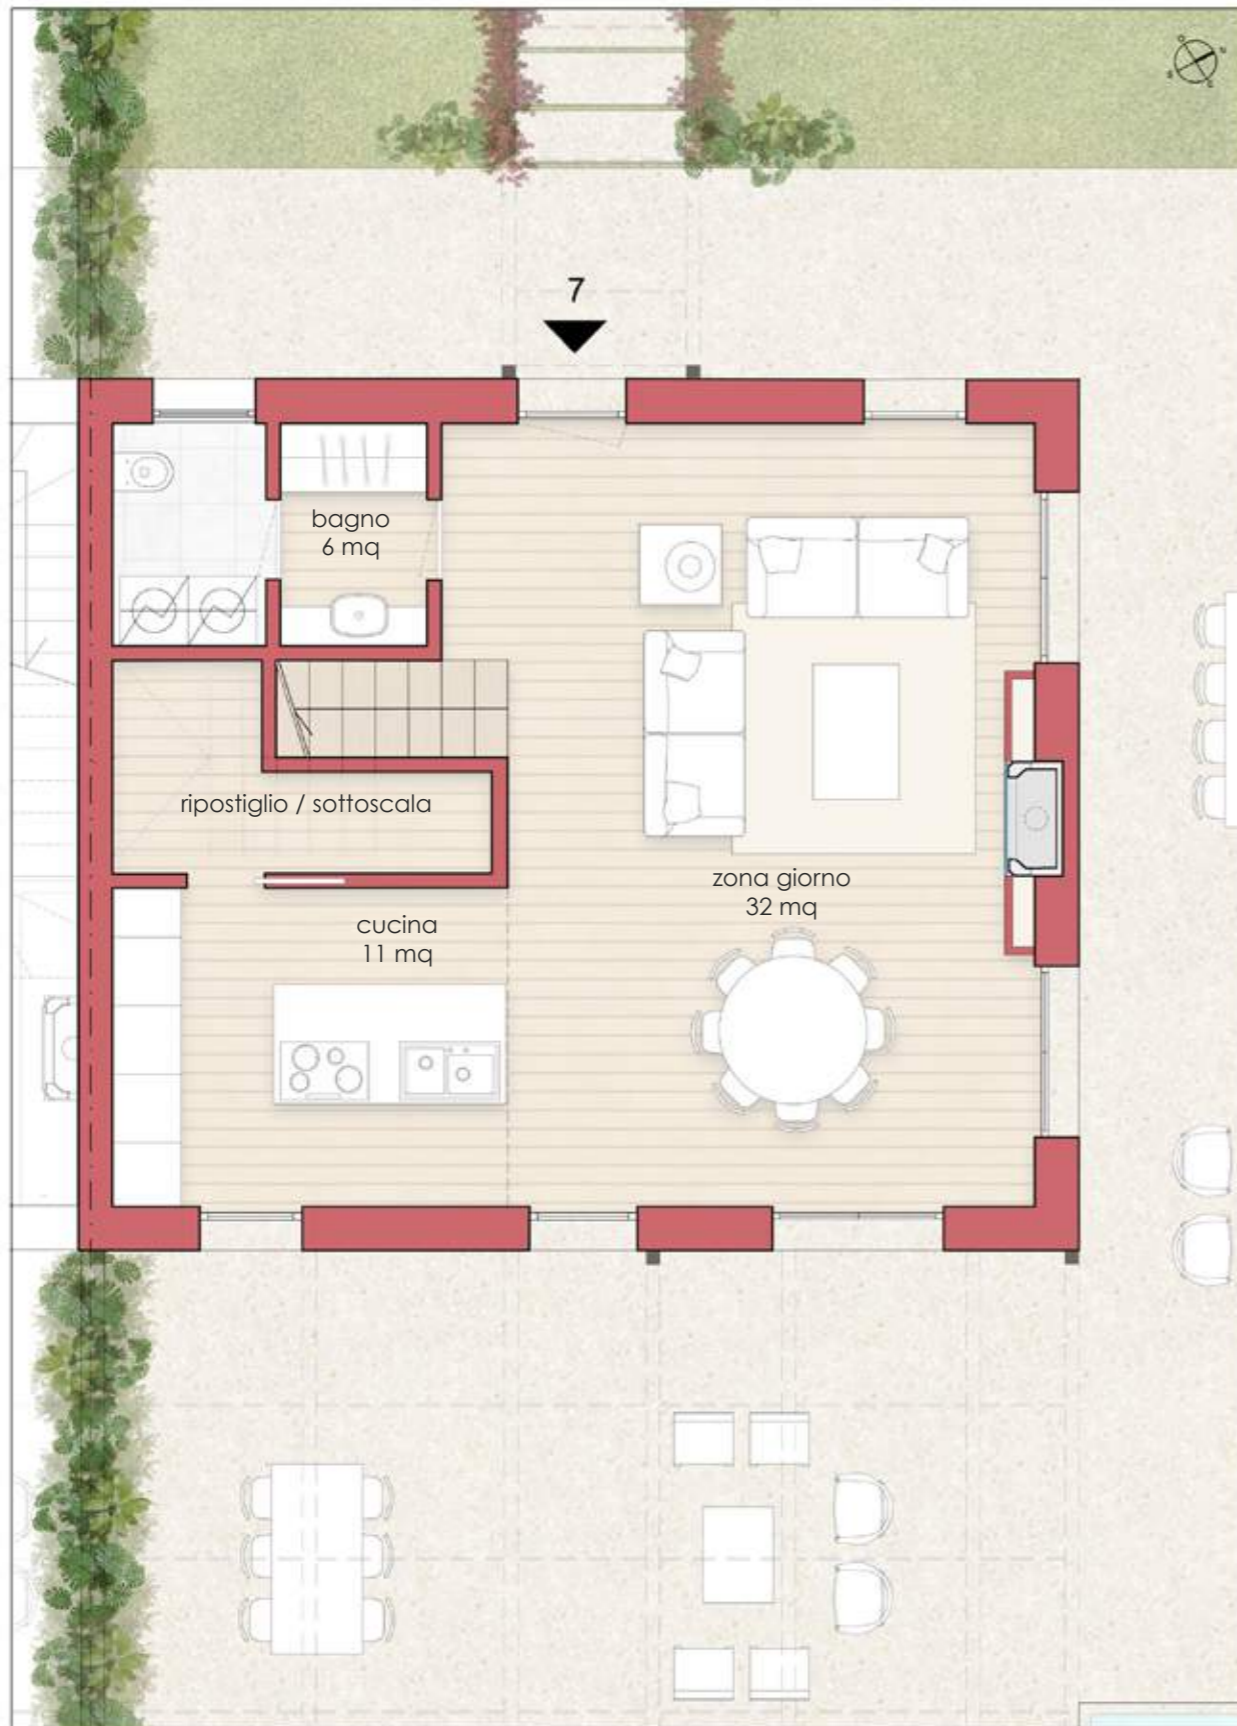 O
N
S
E
7
bagno
6 mq
ripostiglio / sottoscala
zona giorno
32 mq
cucina
11 mq